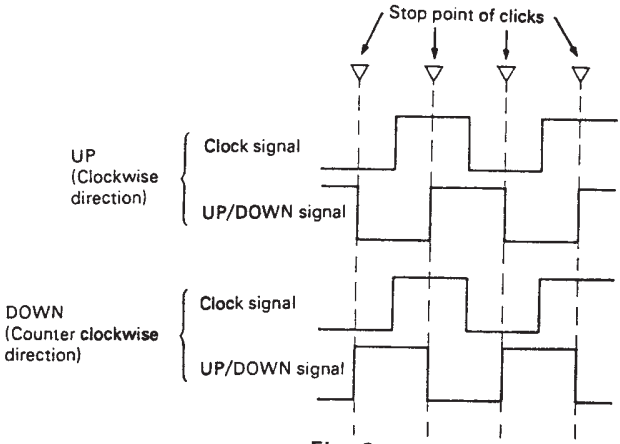 Stop point of clicks
UP
(Clockwise
direction)
Clock signal
UP/DOWN signal
DOWN
(Counter clockwise
direction)
Clock signal
UP/DOWN signal